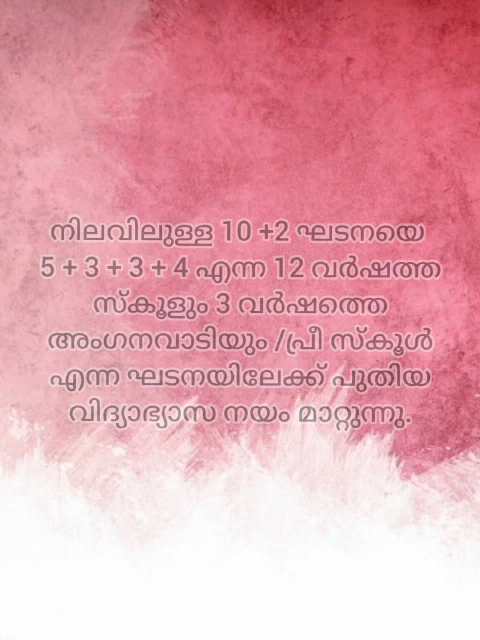 നിലവിലുള്ള 10 +2 ഘടനയെ
5 + 3 + 3 + 4 എന്ന 12 വർഷത്ത
സ്കൂളും 3 വർഷത്തെ
അംഗനവാടിയും /പ്രീ സ്കൂൾ
എന്ന ഘടനയിലേക്ക് പുതിയ
വിദ്യാഭ്യാസ നയം മാറ്റുന്നു.